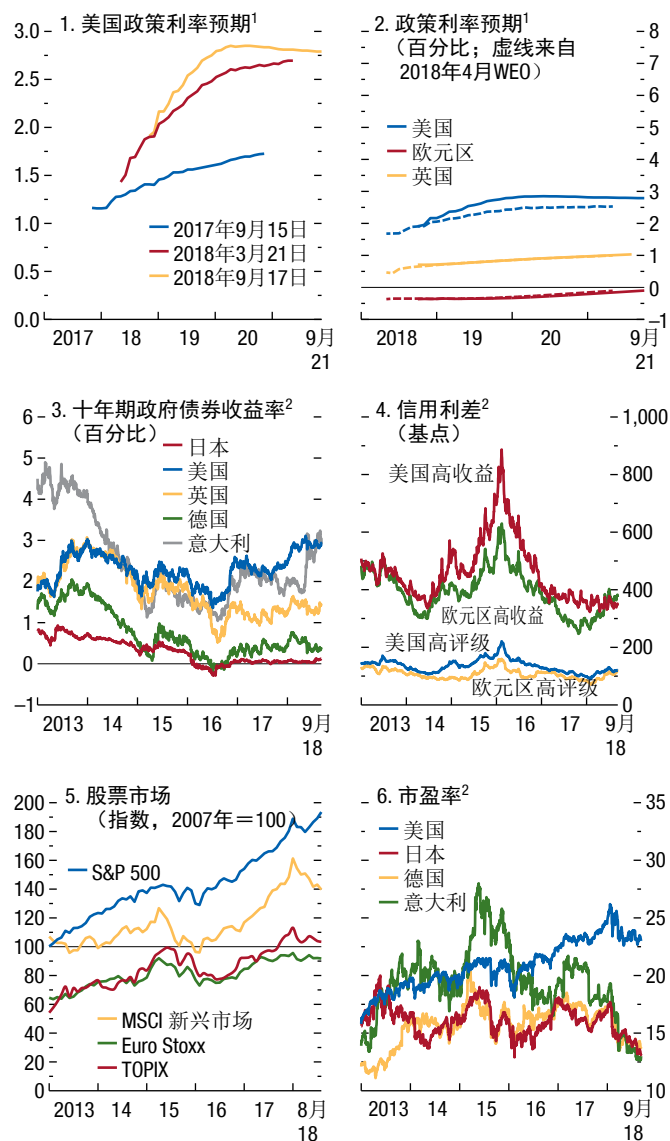 1. 美国政策利率预期¹
3.0
2.5
2.0
1.5
1.0
0.5
0.0
2017年9月15日
2018年3月21日
2018年9月17日
2017
18
19
20
9月
21
2. 政策利率预期¹
（百分比；虚线来自
2018年4月WEO）
美国
欧元区
英国
8
7
6
5
4
3
2
1
0
–1
2018
19
20
9月
21
3. 十年期政府债券收益率²
（百分比）
日本
美国
英国
德国
意大利
6
5
4
3
2
1
0
–1
2013
14
15
16
17
9月
18
4. 信用利差²
（基点）
美国高收益
欧元区高收益
美国高评级
欧元区高评级
1,000
800
600
400
200
0
2013
14
15
16
17
9月
18
5. 股票市场
（指数，2007年＝100）
S&P 500
MSCI 新兴市场
Euro Stoxx
TOPIX
200
180
160
140
120
100
80
60
40
20
0
2013
14
15
16
17
8月
18
6. 市盈率²
美国
日本
德国
意大利
35
30
25
20
15
10
2013
14
15
16
17
9月
18